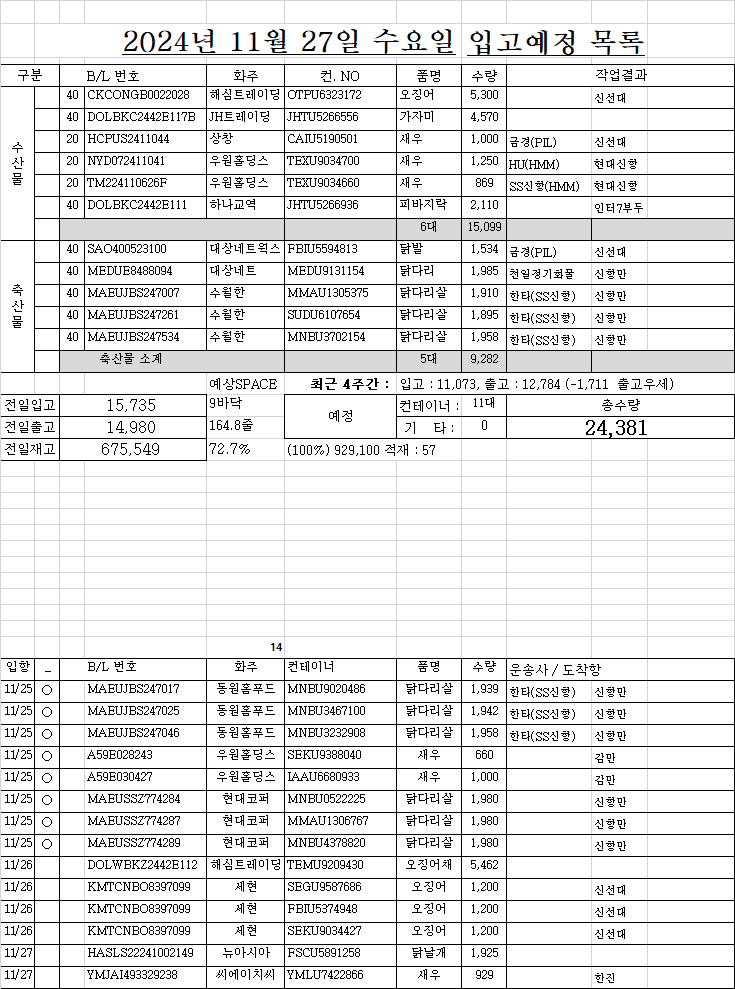 2024년 11월 27일 수요일 입고예정 목록
구분 B/L 번호 화주 컨. NO 품명 수량 작업결과
수산물
40 CKCONGB0022028 해심트레이딩 OTPU6323172 오징어 5,300 신선대
40 DOLBKC2442E117B JH트레이딩 JHTU5266556 가자미 4,570
20 HCPUS2411044 상창 CAIU5190501 새우 1,000 금경(PIL) 신선대
20 NYD072411041 우원홀딩스 TEXU9034700 새우 1,250 HU(HMM) 현대신항
20 TM224110626F 우원홀딩스 TEXU9034660 새우 869 SS신항(HMM) 현대신항
40 DOLBKC2442E111 하나교역 JHTU5266936 피바지락 2,110 인터7부두
6대 15,099
축산물
40 SAO400523100 대상네트웍스 FBIU5594813 닭발 1,534 금경(PIL) 신선대
40 MEDUE8488094 대상네트 MEDU9131154 닭다리 1,985 천일정기화물 신항만
40 MAEUJBS247007 수월한 MMAU1305375 닭다리살 1,910 한타(SS신항) 신항만
40 MAEUJBS247261 수월한 SUDU6107654 닭다리살 1,895 한타(SS신항) 신항만
40 MAEUJBS247534 수월한 MNBU3702154 닭다리살 1,958 한타(SS신항) 신항만
축산물 소계 5대 9,282
예상SPACE 최근 4주간 : 입고 : 11,073, 출고 : 12,784 (-1,711 출고우세)
전일입고 15,735 9바닥 예정 컨테이너 : 11대 총수량
전일출고 14,980 164.8줄 기 타 : 0 24,381
전일재고 675,549 72.7% (100%) 929,100 적재 : 57
14
입항 _ B/L 번호 화주 컨테이너 품명 수량 운송사 / 도착항
11/25 ○ MAEUJBS247017 동원홈푸드 MNBU9020486 닭다리살 1,939 한타(SS신항) 신항만
11/25 ○ MAEUJBS247025 동원홈푸드 MNBU3467100 닭다리살 1,942 한타(SS신항) 신항만
11/25 ○ MAEUJBS247046 동원홈푸드 MNBU3232908 닭다리살 1,958 한타(SS신항) 신항만
11/25 ○ A59E028243 우원홀딩스 SEKU9388040 새우 660 감만
11/25 ○ A59E030427 우원홀딩스 IAAU6680933 새우 1,000 감만
11/25 ○ MAEUSSZ774284 현대코퍼 MNBU0522225 닭다리살 1,980 신항만
11/25 ○ MAEUSSZ774287 현대코퍼 MMAU1306767 닭다리살 1,980 신항만
11/25 ○ MAEUSSZ774289 현대코퍼 MNBU4378820 닭다리살 1,980 신항만
11/26 DOLWBKZ2442E112 해심트레이딩 TEMU9209430 오징어채 5,462
11/26 KMTCNBO8397099 세현 SEGU9587686 오징어 1,200 신선대
11/26 KMTCNBO8397099 세현 FBIU5374948 오징어 1,200 신선대
11/26 KMTCNBO8397099 세현 SEKU9034427 오징어 1,200 신선대
11/27 HASLS22241002149 뉴아시아 FSCU5891258 닭날개 1,925
11/27 YMJAI493329238 씨에이치씨 YMLU7422866 새우 929 한진